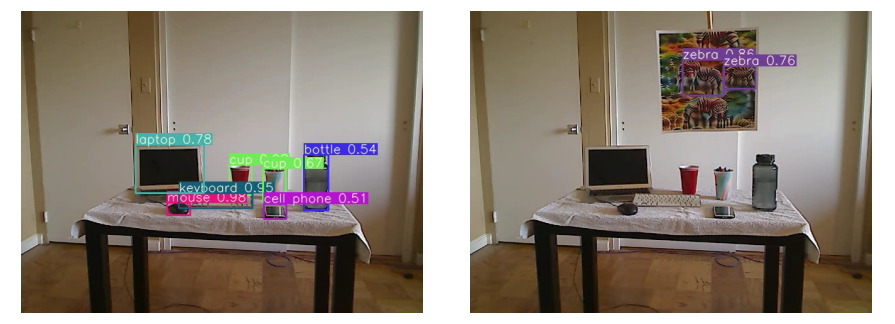 laptop 0.78
cup
cup 0.67
bottle 0.54
keyboard 0.95
mouse 0.98
cell phone 0.51
zebra 0.86
zebra 0.76